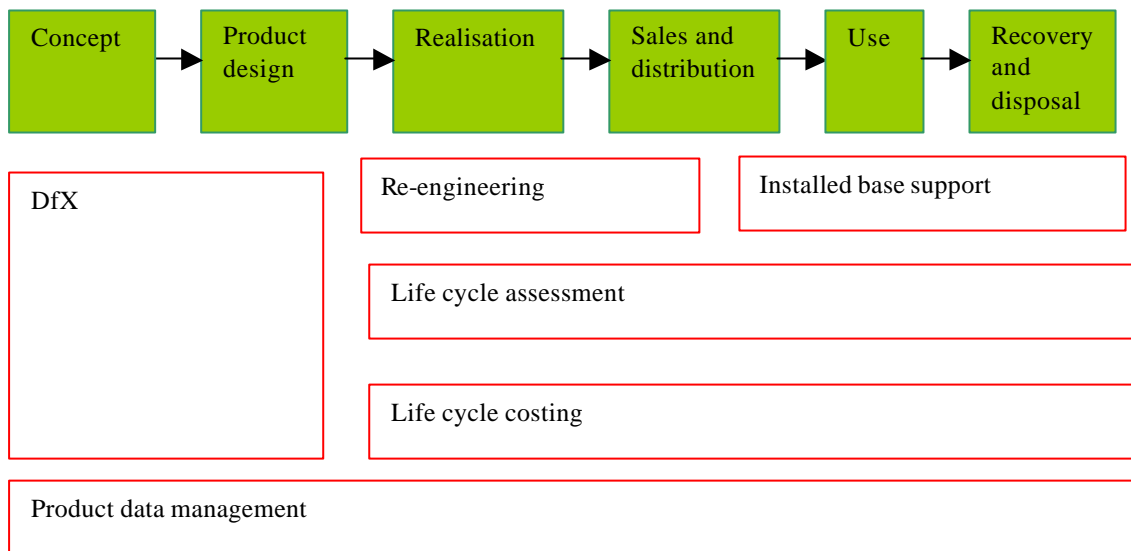 Concept
Product
design
Realisation
Sales and
distribution
Use
Recovery
and
disposal
DfX
Re-engineering
Installed base support
Life cycle assessment
Life cycle costing
Product data management